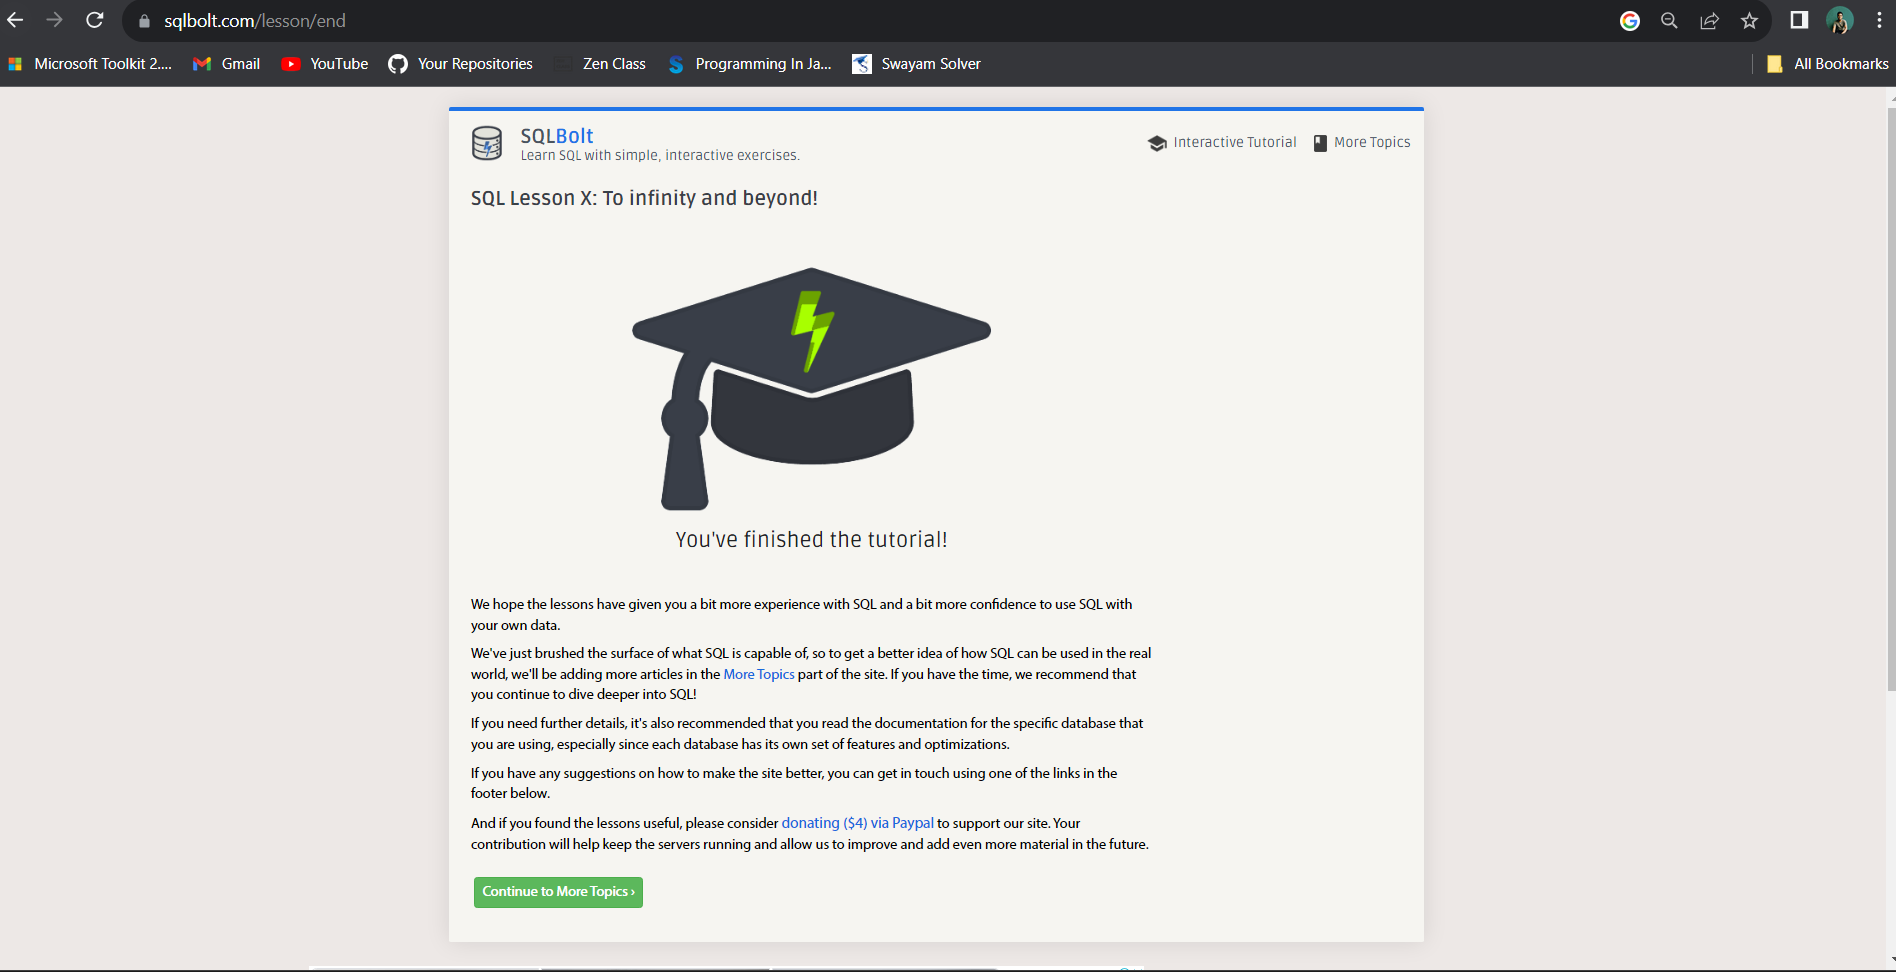 sqlbolt.com/lesson/end
Microsoft Toolkit 2....
Gmail
YouTube
Your Repositories
Zen Class
Programming In Ja...
Swayam Solver
All Bookmarks
SQLBolt
Learn SQL with simple, interactive exercises.
Interactive Tutorial
More Topics
SQL Lesson X: To infinity and beyond!
You've finished the tutorial!
We hope the lessons have given you a bit more experience with SQL and a bit more confidence to use SQL with
your own data.
We've just brushed the surface of what SQL is capable of, so to get a better idea of how SQL can be used in the real
world, we'll be adding more articles in the More Topics part of the site. If you have the time, we recommend that
you continue to dive deeper into SQL!
If you need further details, it's also recommended that you read the documentation for the specific database that
you are using, especially since each database has its own set of features and optimizations.
If you have any suggestions on how to make the site better, you can get in touch using one of the links in the
footer below.
And if you found the lessons useful, please consider donating ($4) via Paypal to support our site. Your
contribution will help keep the servers running and allow us to improve and add even more material in the future.
Continue to More Topics ›